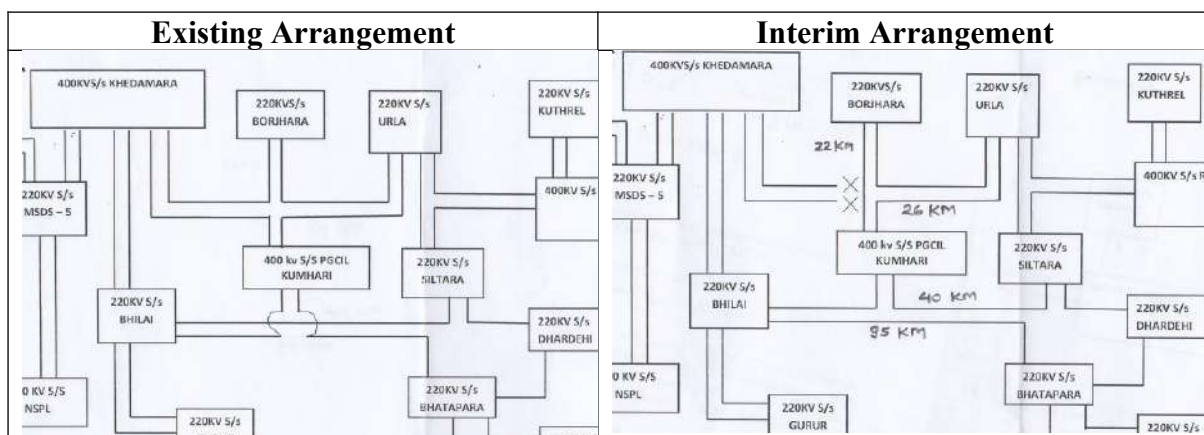 Existing Arrangement
400KVS/s KHEDAMARA
220KVS/s
BORJHARA
220KV S/s
URLA
220KV S/s
KUTHREL
220KV S/s
MSDS – 5
400KV S/s
400 kv S/S PGCIL
KUMHARI
220KV S/s
SILTARA
220KV S/s
BHILAI
220KV S/s
DHARDEHI
0 KV S/S
NSPL
220KV S/s
BHATAPARA
220KV S/s
Interim Arrangement
400KVS/s KHEDAMARA
220KV S/s
BORJHARA
220KV S/s
URLA
220KV S/s
KUTHREL
22KM
220KV S/s
MSDS – 5
400KV S/s R
26 KM
400 kv S/S PGCIL
KUMHARI
220KV S/s
SILTARA
220KV S/s
BHILAI
40 KM
95 KM
220KV S/s
DHARDEHI
0 KV S/S
NSPL
220KV S/s
BHATAPARA
220KV S/s
GURUR
220KV S/s